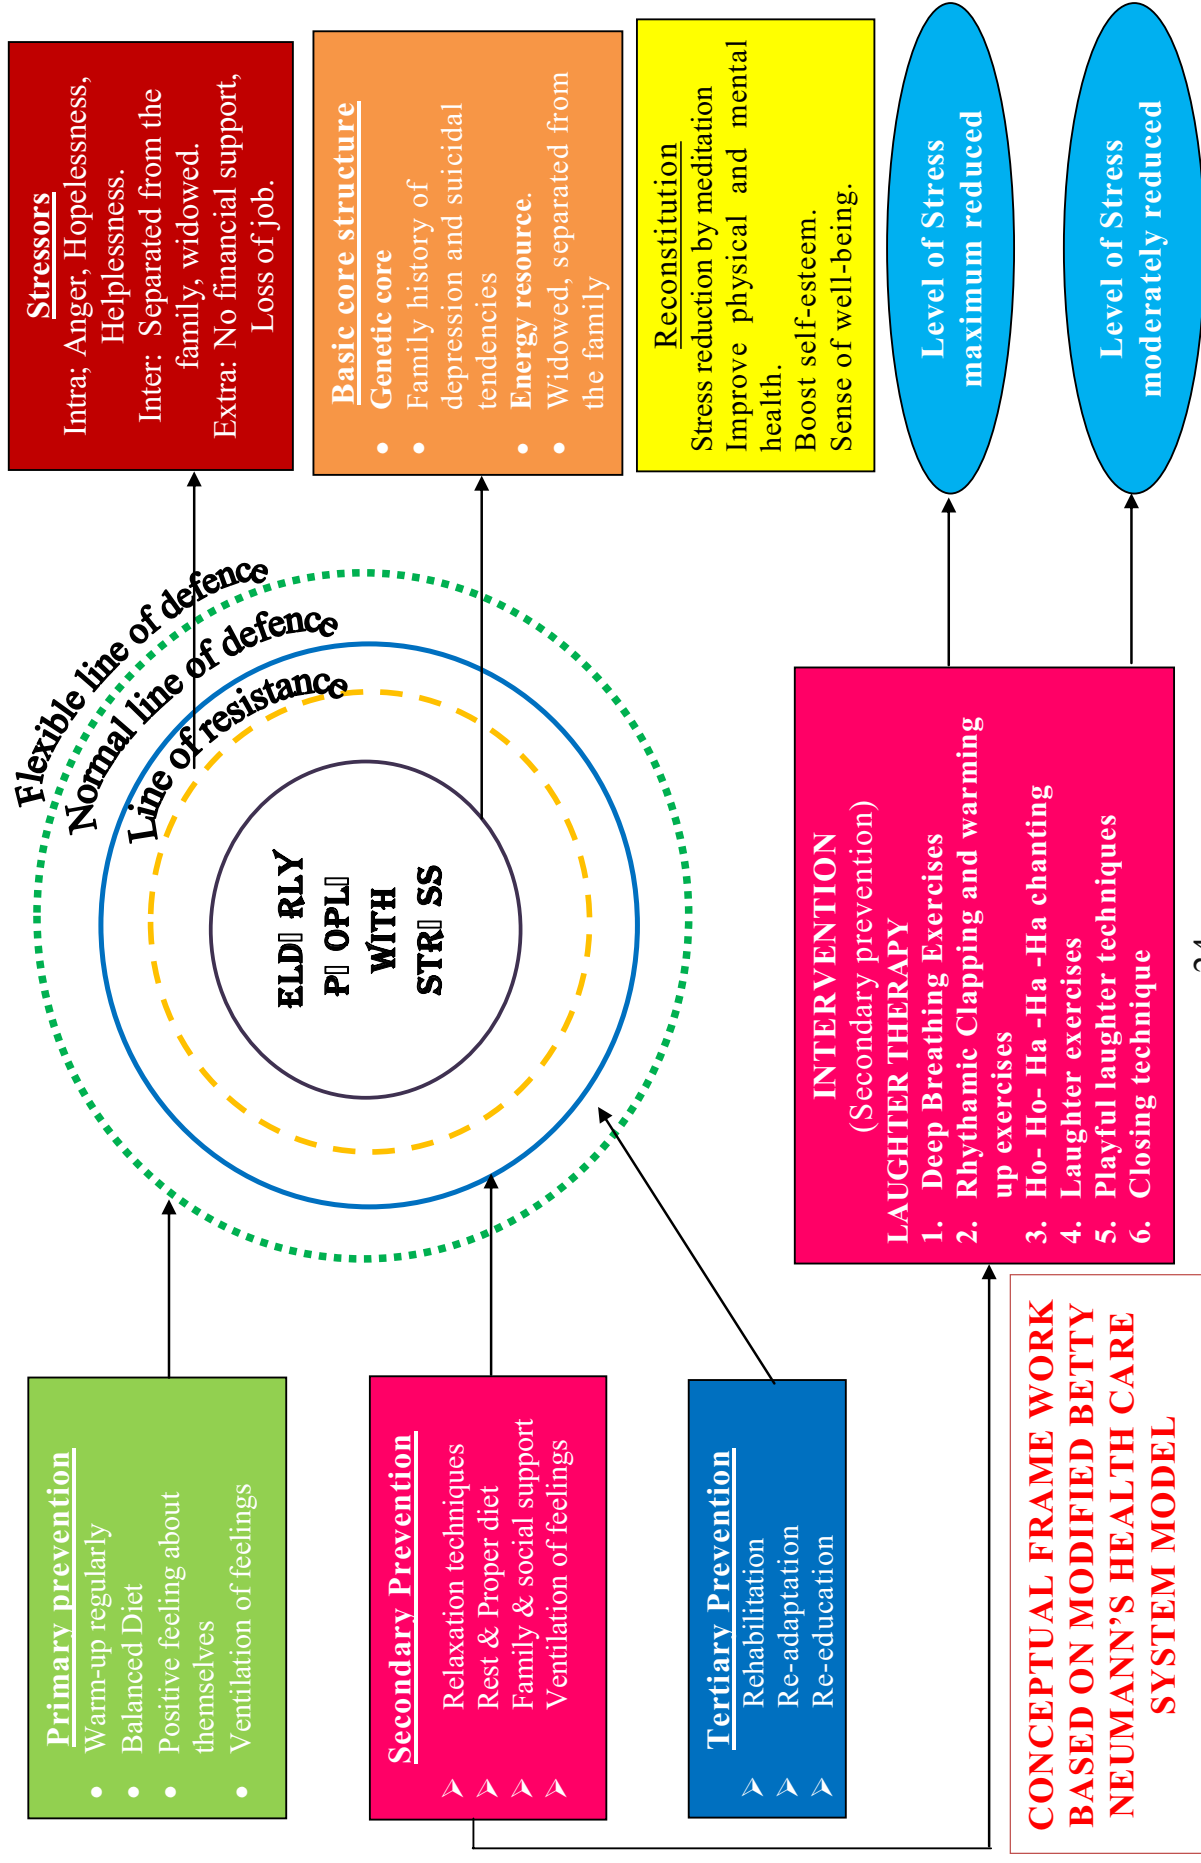 Primary prevention
• Warm-up regularly
• Balanced Diet
• Positive feeling about
themselves
• Ventilation of feelings
Secondary Prevention
➢ Relaxation techniques
➢ Rest & Proper diet
➢ Family & social support
➢ Ventilation of feelings
Tertiary Prevention
➢ Rehabilitation
➢ Re-adaptation
➢ Re-education
CONCEPTUAL FRAME WORK
BASED ON MODIFIED BETTY
NEUMANN’S HEALTH CARE
SYSTEM MODEL
Flexible line of defence
Normal line of defence
Line of resistance
ELD▯RLY
P▯OPL▯
WITH
STR▯SS
INTERVENTION
(Secondary prevention)
LAUGHTER THERAPY
1. Deep Breathing Exercises
2. Rhythamic Clapping and warming
up exercises
3. Ho- Ho- Ha -Ha -Ha chanting
4. Laughter exercises
5. Playful laughter techniques
6. Closing technique
Stressors
Intra; Anger, Hopelessness,
Helplessness.
Inter: Separated from the
family, widowed.
Extra: No financial support,
Loss of job.
Basic core structure
• Genetic core
• Family history of
depression and suicidal
tendencies
• Energy resource.
• Widowed, separated from
the family
Reconstitution
Stress reduction by meditation
Improve physical and mental
health.
Boost self-esteem.
Sense of well-being.
Level of Stress
maximum reduced
Level of Stress
moderately reduced